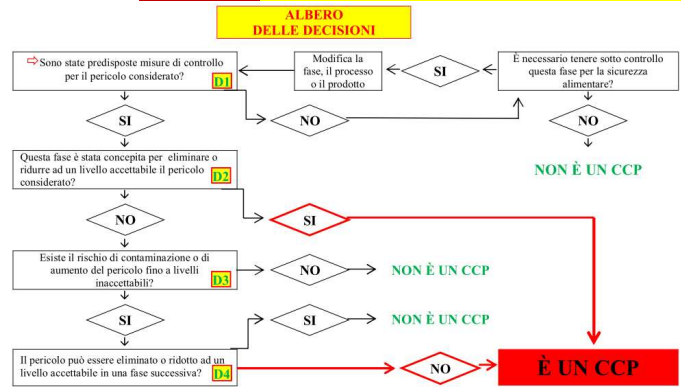 ALBERO
DELLE DECISIONI
⇨Sono state predisposte misure di controllo
per il pericolo considerato?
D1
Modifica la
fase, il processo
o il prodotto
SI
È necessario tenere sotto controllo
questa fase per la sicurezza
alimentare?
SI
NO
NO
NON È UN CCP
Questa fase è stata concepita per eliminare o
ridurre ad un livello accettabile il pericolo
considerato?
D2
NO
SI
Esiste il rischio di contaminazione o di
aumento del pericolo fino a livelli
inaccettabili?
D3
NO
NON È UN CCP
SI
SI
NON È UN CCP
Il pericolo può essere eliminato o ridotto ad un
livello accettabile in una fase successiva?
D4
NO
È UN CCP